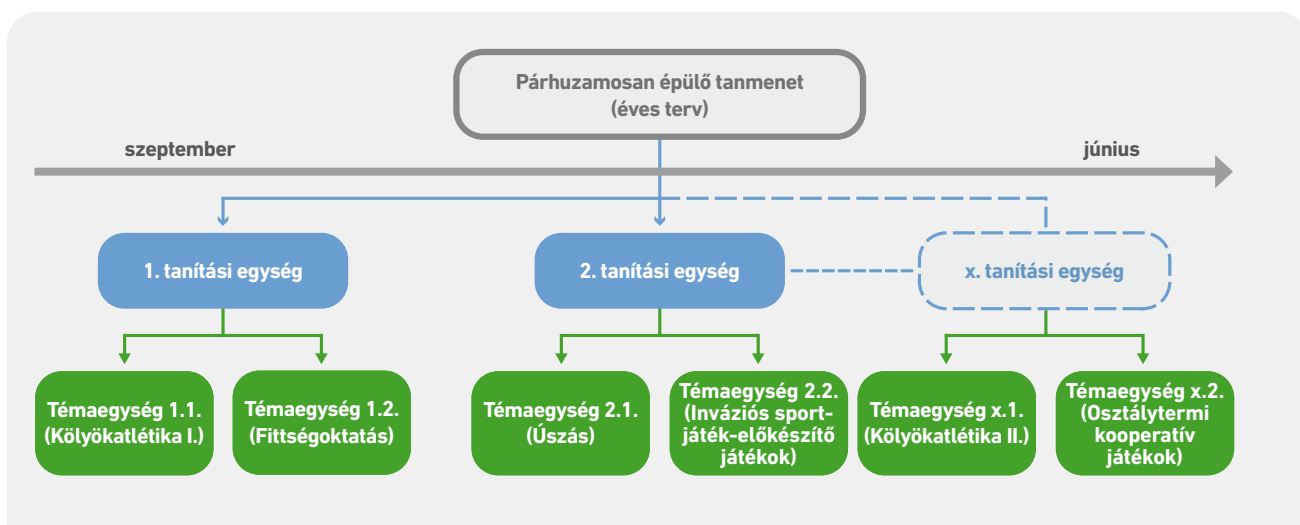 Párhuzamosan épülő tanmenet
(éves terv)
szeptember
június
1. tanítási egység
2. tanítási egység
x. tanítási egység
Témaegység 1.1.
(Kölyökatlétika I.)
Témaegység 1.2.
(Fittségoktatás)
Témaegység 2.1.
(Úszás)
Témaegység 2.2.
(Inváziós sport-
játék-előkészítő
játékok)
Témaegység x.1.
(Kölyökatlétika II.)
Témaegység x.2.
(Osztálytermi
kooperatív
játékok)